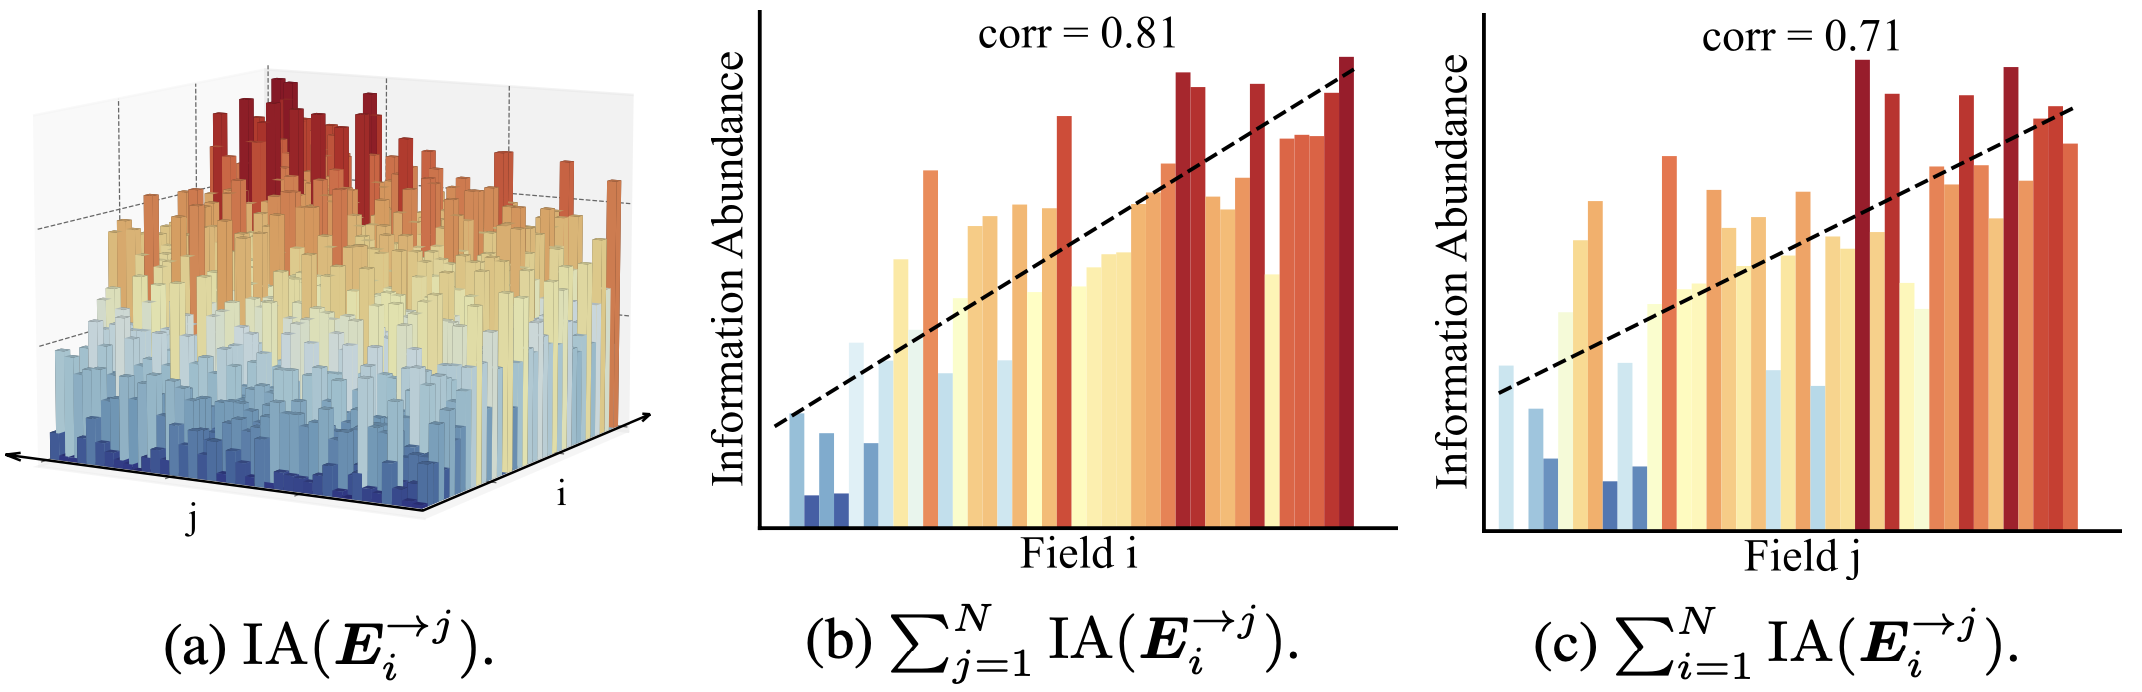 j
i
(a) IA(E_i^{→j}).
corr = 0.81
Information Abundance
Field i
(b) ∑_{j=1}^{N} IA(E_i^{→j}).
corr = 0.71
Information Abundance
Field j
(c) ∑_{i=1}^{N} IA(E_i^{→j}).